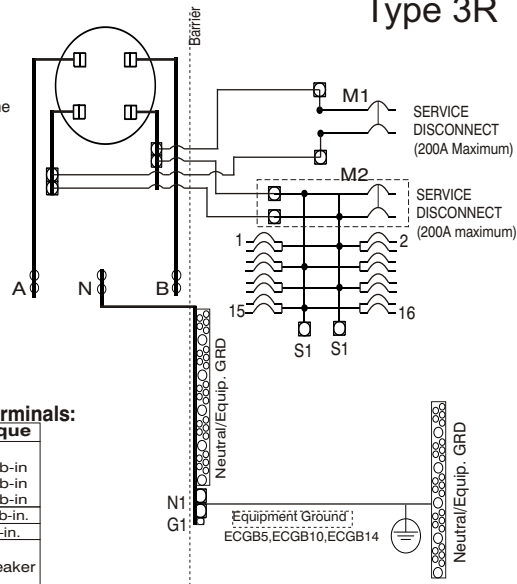 Type 3R
Barrier
ne
M1
SERVICE
DISCONNECT
(200A Maximum)
M2
SERVICE
DISCONNECT
(200A maximum)
1
2
15
16
S1
S1
A
N
B
Neutral/Equip. GRD
rminals:
que
b-in
b-in
b-in
b-in.
-in.
eaker
N1
G1
Equipment Ground
ECGB5,ECGB10,ECGB14
Neutral/Equip. GRD